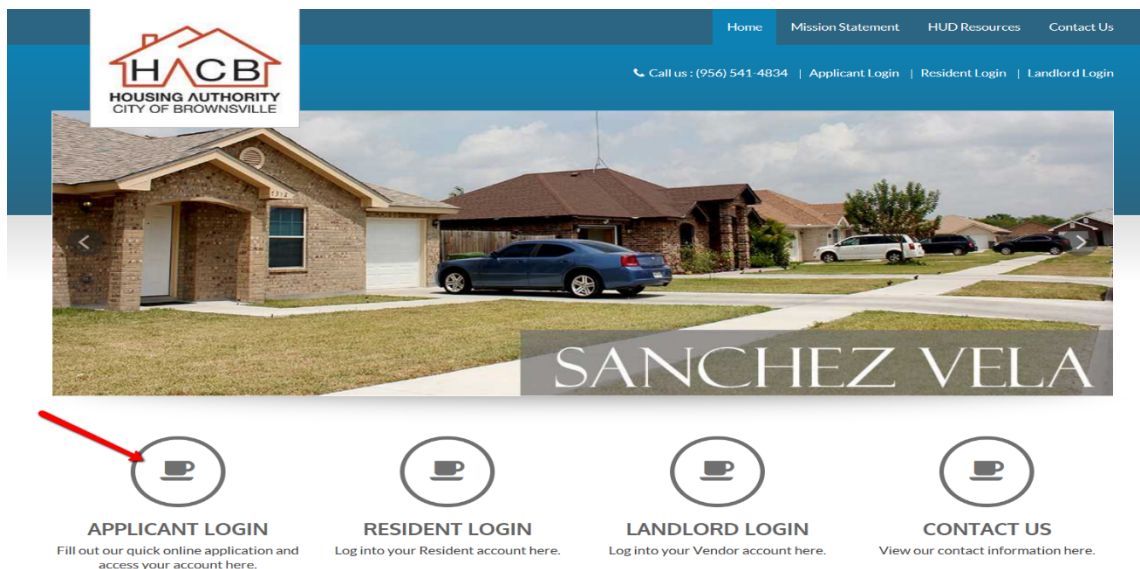 Home Mission Statement HUD Resources Contact Us
HACB
HOUSING AUTHORITY
CITY OF BROWNSVILLE
Call us : (956) 541-4834 | Applicant Login | Resident Login | Landlord Login
SANCHEZ VELA
APPLICANT LOGIN
Fill out our quick online application and
access your account here.
RESIDENT LOGIN
Log into your Resident account here.
LANDLORD LOGIN
Log into your Vendor account here.
CONTACT US
View our contact information here.